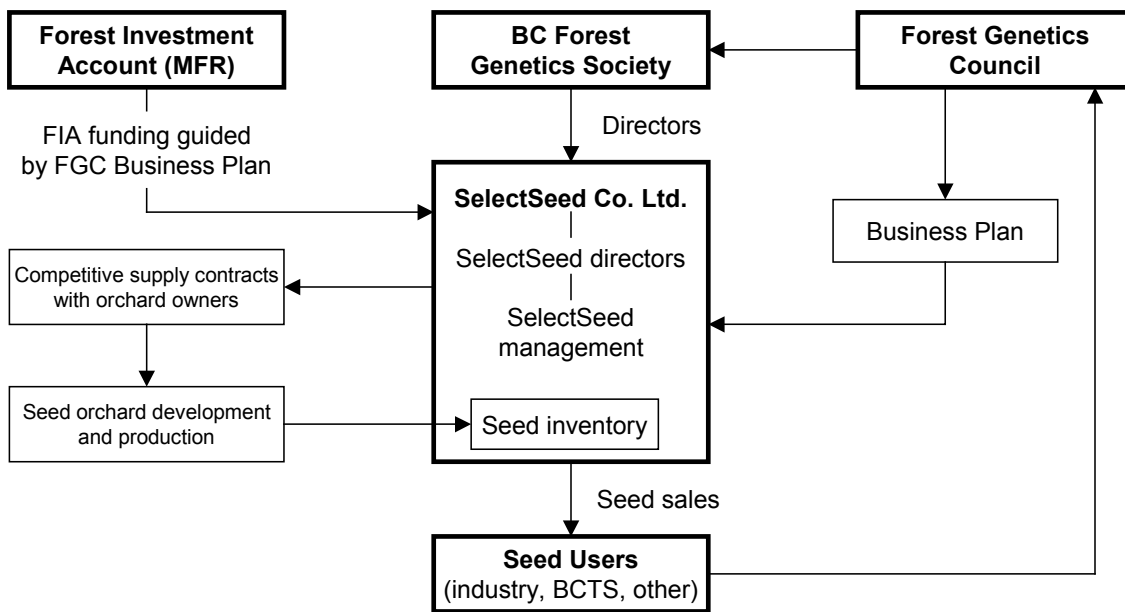 Forest Investment
Account (MFR)
BC Forest
Genetics Society
Forest Genetics
Council
FIA funding guided
by FGC Business Plan
Directors
SelectSeed Co. Ltd.
SelectSeed directors
SelectSeed
management
Business Plan
Competitive supply contracts
with orchard owners
Seed orchard development
and production
Seed inventory
Seed sales
Seed Users
(industry, BCTS, other)